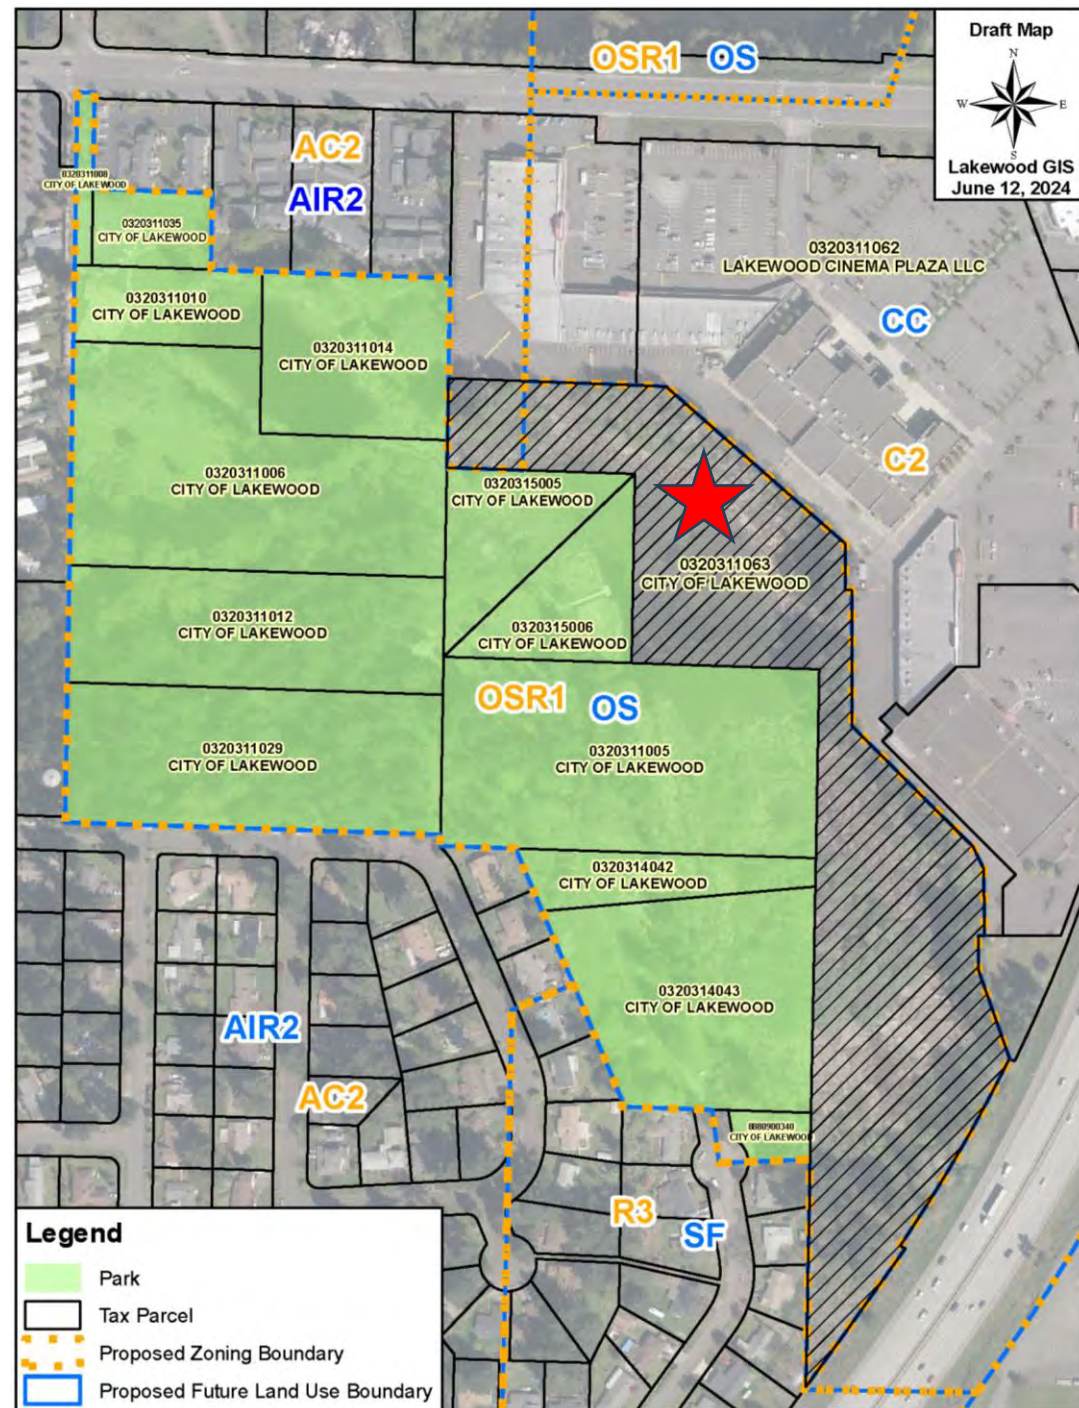 Draft Map
N
W
E
S
Lakewood GIS
June 12, 2024
OSR1 OS
AC2
AIR2
0320311008
CITY OF LAKEWOOD
0320311035
CITY OF LAKEWOOD
0320311062
LAKEWOOD CINEMA PLAZA LLC
0320311010
CITY OF LAKEWOOD
CC
0320311014
CITY OF LAKEWOOD
C2
0320311006
CITY OF LAKEWOOD
0320315005
CITY OF LAKEWOOD
0320311063
CITY OF LAKEWOOD
0320311012
CITY OF LAKEWOOD
0320315006
CITY OF LAKEWOOD
OSR1 OS
0320311029
CITY OF LAKEWOOD
0320311005
CITY OF LAKEWOOD
0320314042
CITY OF LAKEWOOD
0320314043
CITY OF LAKEWOOD
AIR2
AC2
8880900340
CITY OF LAKEWOOD
R3
SF
Legend
Park
Tax Parcel
Proposed Zoning Boundary
Proposed Future Land Use Boundary